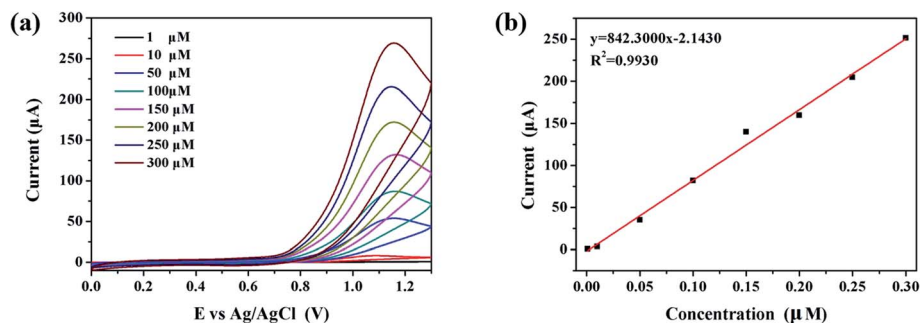 (a)
300
250
200
150
100
50
0
Current (µA)
1 µM
10 µM
50 µM
100µM
150 µM
200 µM
250 µM
300 µM
0.0 0.2 0.4 0.6 0.8 1.0 1.2
E vs Ag/AgCl (V)
(b)
y=842.3000x-2.1430
R²=0.9930
250
200
150
100
50
0
Current (µA)
0.00 0.05 0.10 0.15 0.20 0.25 0.30
Concentration (µ M)